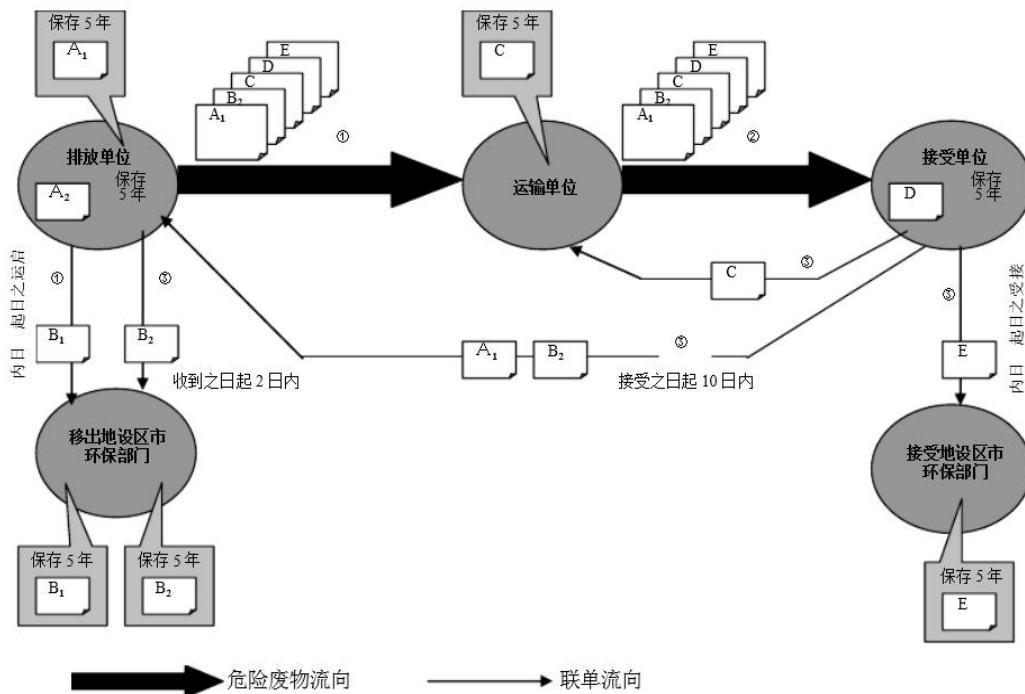 保存 5 年
A₁
E
D
C
B₂
A₁
①
保存 5 年
C
E
D
C
B₂
A₁
②
排放单位
保存
5 年
A₂
运输单位
接受单位
保存
5 年
D
内日 起日之运启
①
③
B₁
B₂
C
③
A₁
B₂
③
收到之日起 2 日内
接受之日起 10 日内
③
E
内日 起日之受接
移出地设区市
环保部门
接受地设区市
环保部门
保存 5 年
B₁
保存 5 年
B₂
保存 5 年
E
危险废物流向
联单流向